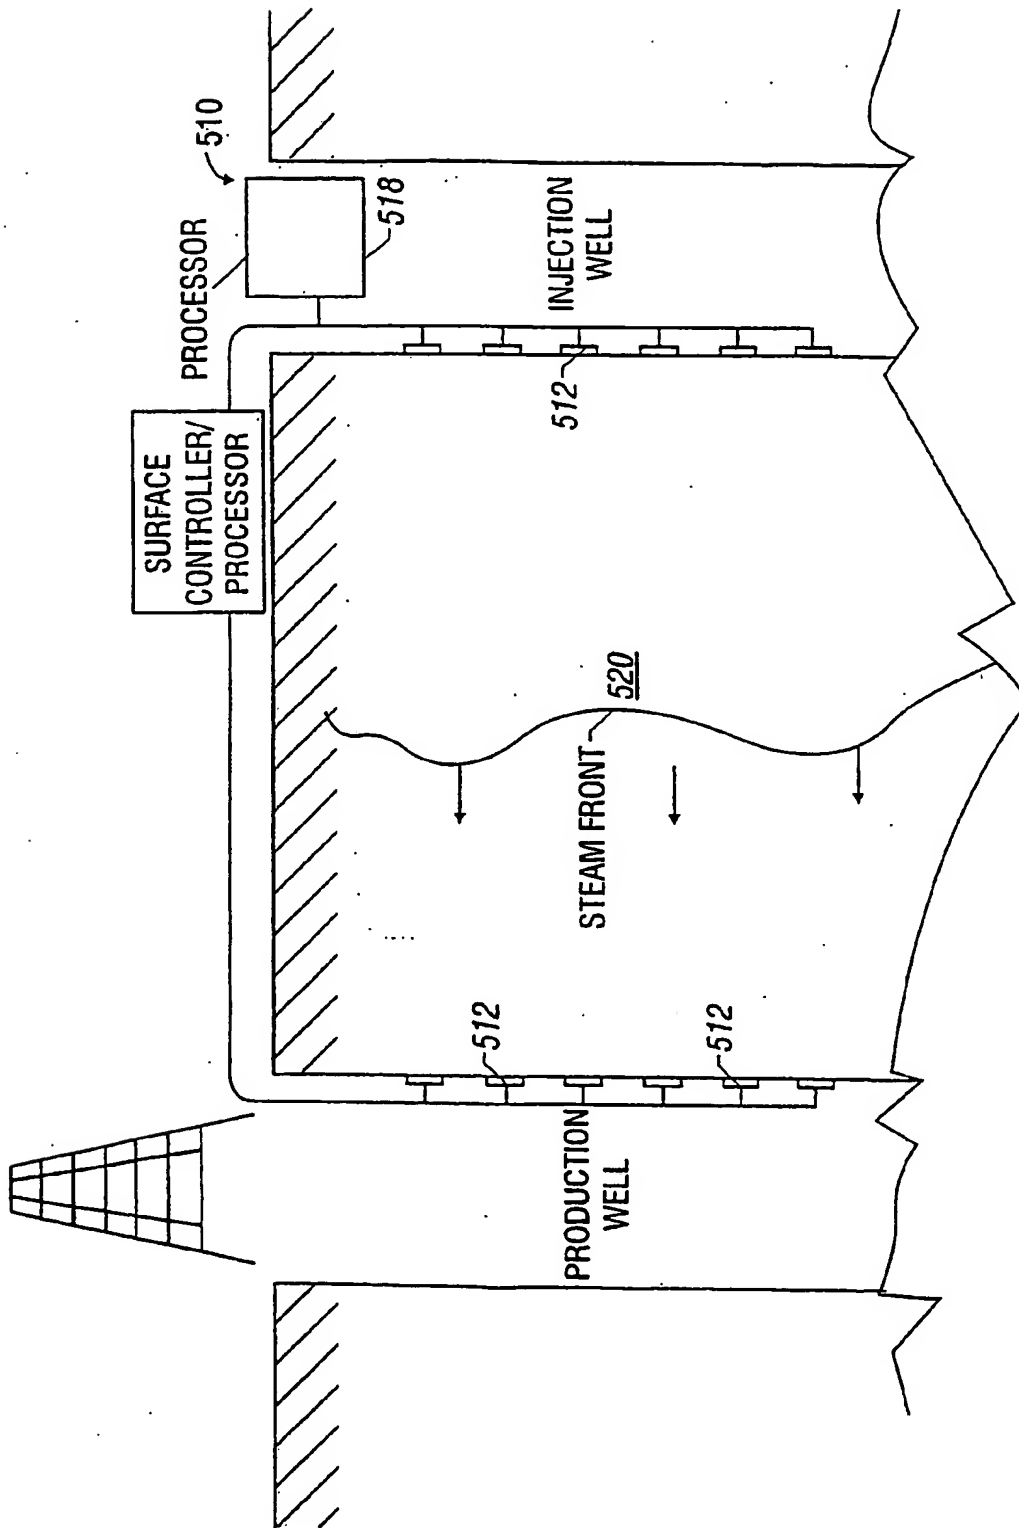 510
PROCESSOR
518
SURFACE
CONTROLLER/
PROCESSOR
INJECTION
WELL
512
STEAM FRONT
520
512
512
PRODUCTION
WELL